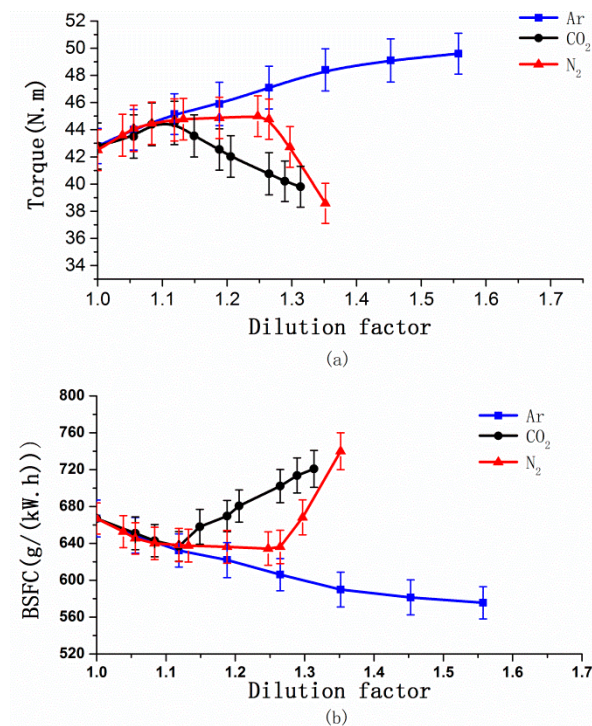 52
50
48
46
44
42
40
38
36
34
Torque(N.m)
Ar
CO₂
N₂
1.0 1.1 1.2 1.3 1.4 1.5 1.6 1.7
Dilution factor
(a)
800
760
720
680
640
600
560
520
BSFC(g/(kW.h)))
Ar
CO₂
N₂
1.0 1.1 1.2 1.3 1.4 1.5 1.6 1.7
Dilution factor
(b)